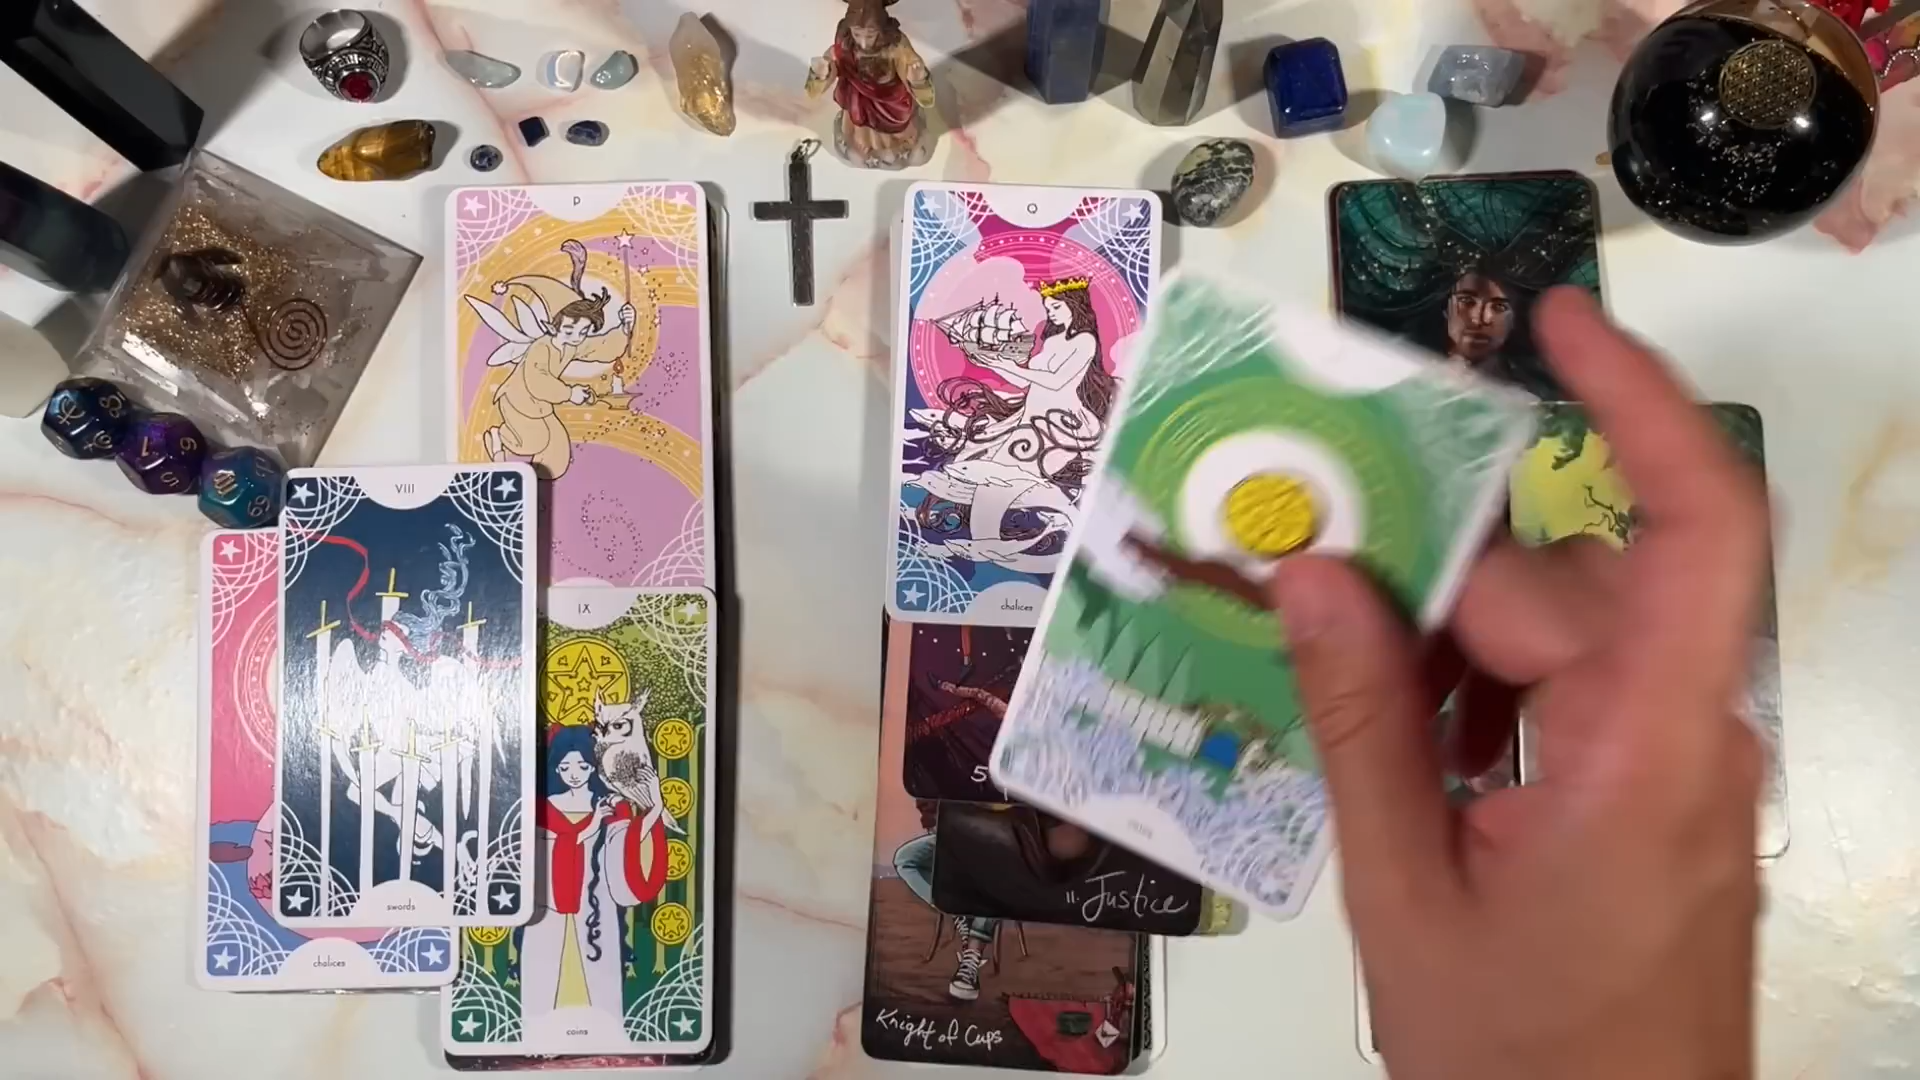 P
Q
VIII
IX
chalices
5
swords
11. Justice
chalices
coins
Knight of Cups